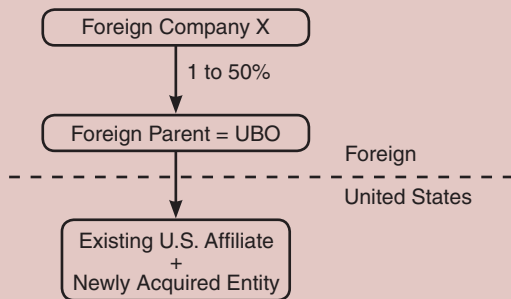 Foreign Company X
1 to 50%
Foreign Parent = UBO
Foreign
United States
Existing U.S. Affiliate
+
Newly Acquired Entity